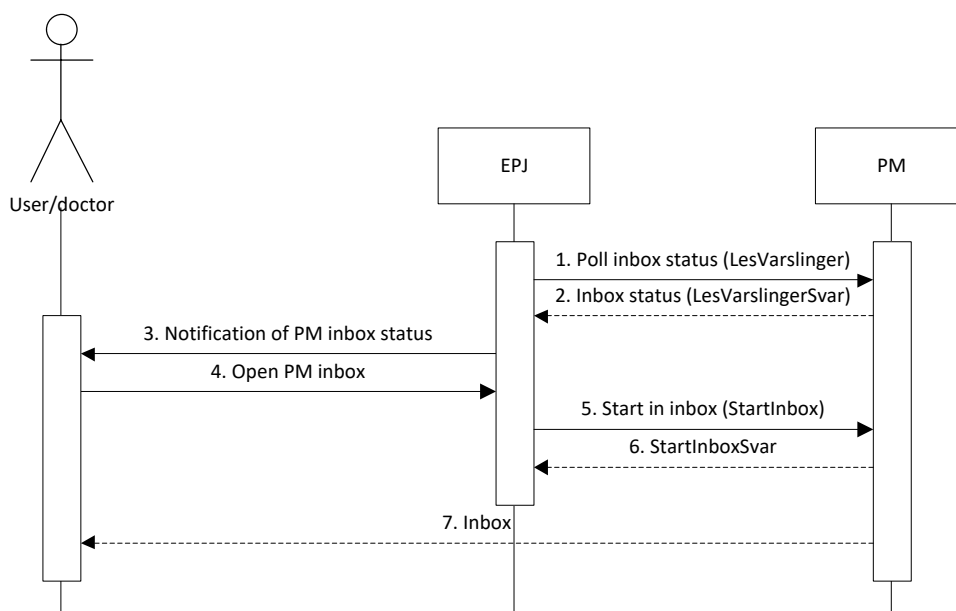 User/doctor
EPJ
PM
1. Poll inbox status (LesVarslinger)
2. Inbox status (LesVarslingerSvar)
3. Notification of PM inbox status
4. Open PM inbox
5. Start in inbox (StartInbox)
6. StartInboxSvar
7. Inbox